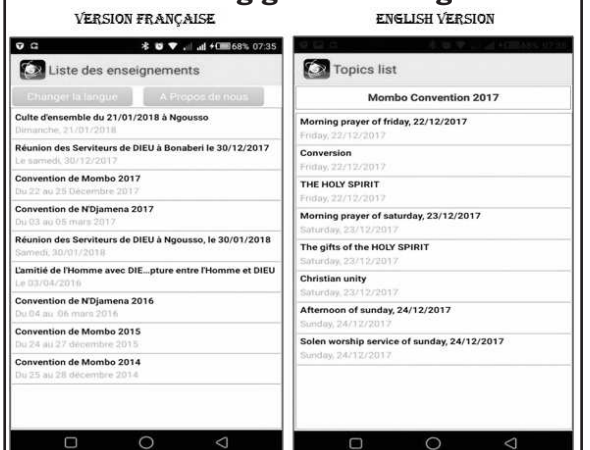 VERSION FRANÇAISE
ENGLISH VERSION
68% 07:35
Liste des enseignements
Changer la langue
A Propos de nous
Culte d'ensemble du 21/01/2018 à Ngousso
Dimanche, 21/01/2018
Réunion des Serviteurs de DIEU à Bonaberi le 30/12/2017
Le samedi, 30/12/2017
Convention de Mombo 2017
Du 22 au 25 Décembre 2017
Convention de N'Djamena 2017
Du 03 au 05 mars 2017
Réunion des Serviteurs de DIEU à Ngousso, le 30/01/2018
Samedi, 30/01/2018
L'amitié de l'Homme avec DIE...pture entre l'Homme et DIEU
Le 03/04/2016
Convention de N'Djamena 2016
Du 04 au 06 mars 2016
Convention de Mombo 2015
Du 24 au 27 décembre 2015
Convention de Mombo 2014
Du 25 au 28 décembre 2014
Topics list
Mombo Convention 2017
Morning prayer of friday, 22/12/2017
Friday, 22/12/2017
Conversion
Friday, 22/12/2017
THE HOLY SPIRIT
Friday, 22/12/2017
Morning prayer of saturday, 23/12/2017
Saturday, 23/12/2017
The gifts of the HOLY SPIRIT
Saturday, 23/12/2017
Christian unity
Saturday, 23/12/2017
Afternoon of sunday, 24/12/2017
Sunday, 24/12/2017
Solen worship service of sunday, 24/12/2017
Sunday, 24/12/2017